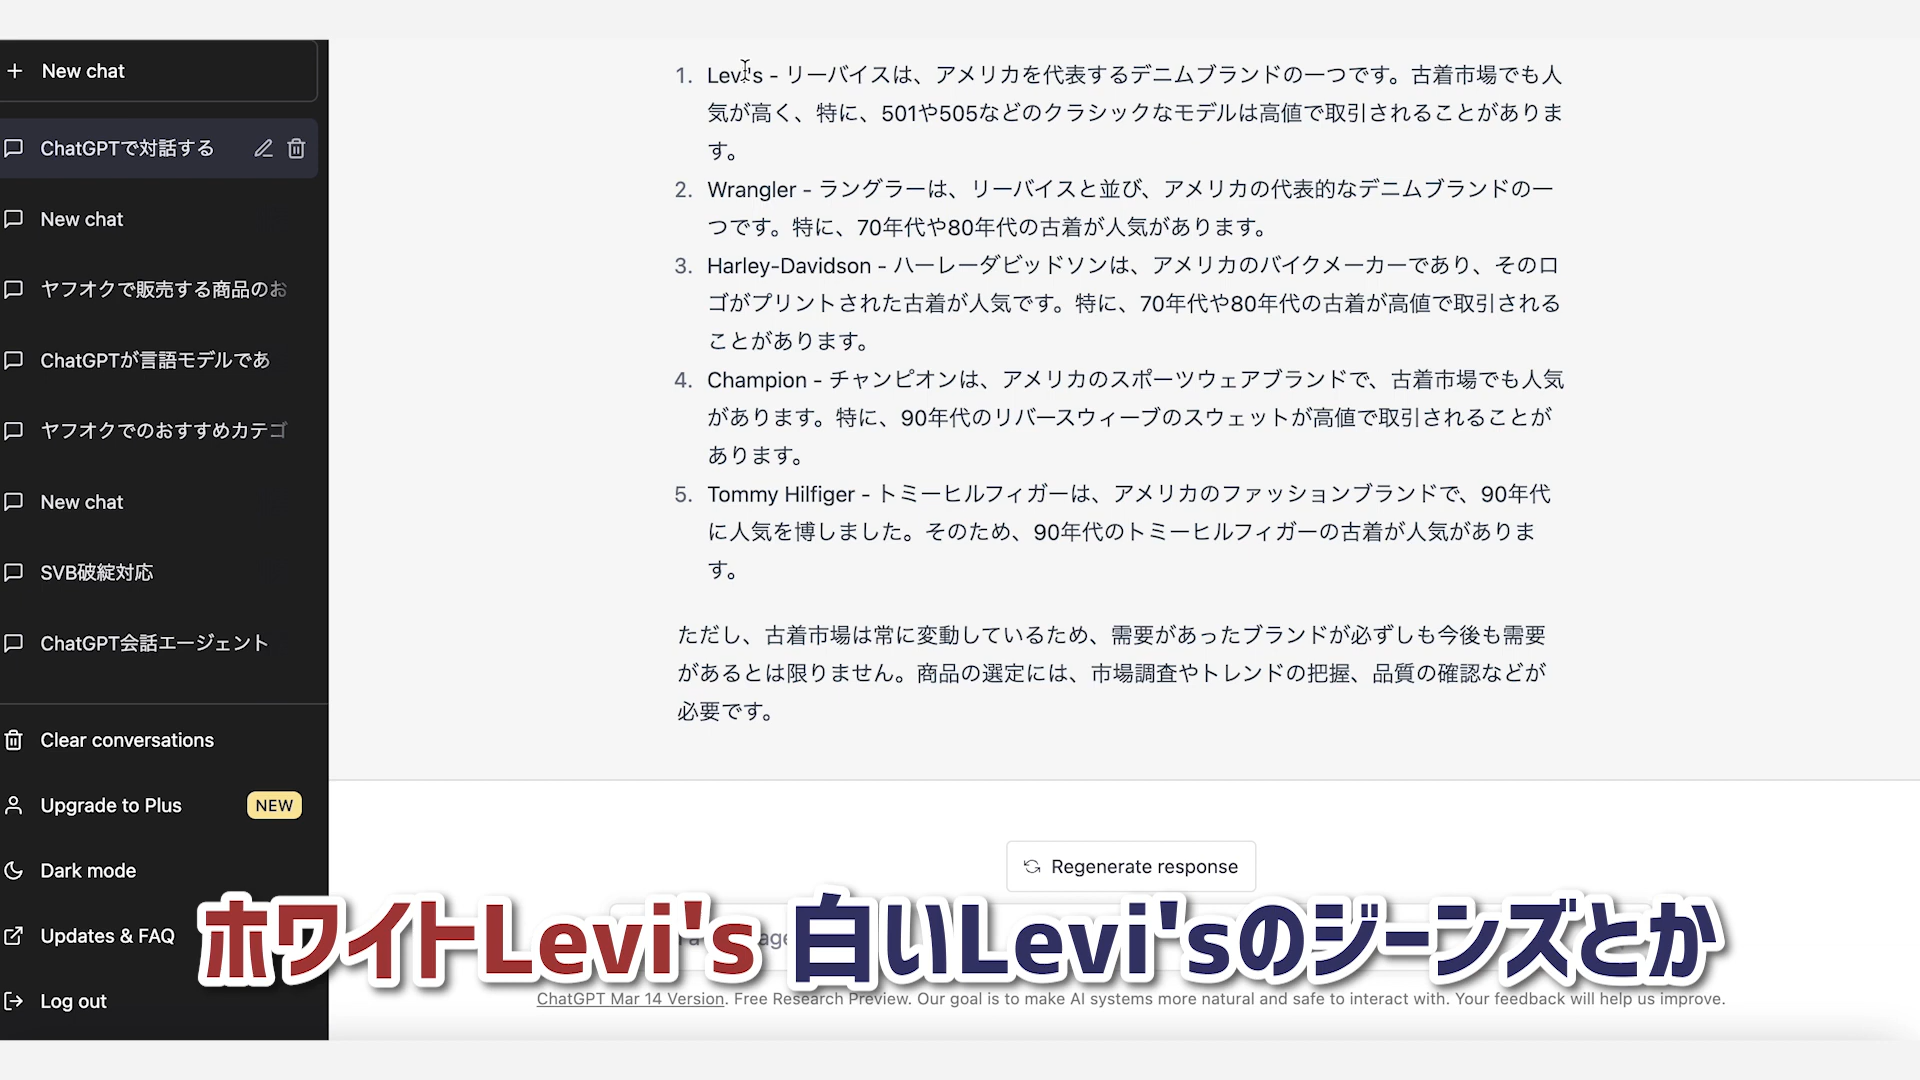 New chat
ChatGPTで対話する
New chat
ヤフオクで販売する商品のお
ChatGPTが言語モデルであ
ヤフオクでのおすすめカテゴ
New chat
SVB破綻対応
ChatGPT会話エージェント
Clear conversations
Upgrade to Plus NEW
Dark mode
Updates & FAQ
Log out
1. Levi's - リーバイスは、アメリカを代表するデニムブランドの一つです。古着市場でも人
気が高く、特に、501や505などのクラシックなモデルは高値で取引されることがありま
す。
2. Wrangler - ラングラーは、リーバイスと並び、アメリカの代表的なデニムブランドの一
つです。特に、70年代や80年代の古着が人気があります。
3. Harley-Davidson - ハーレーダビッドソンは、アメリカのバイクメーカーであり、そのロ
ゴがプリントされた古着が人気です。特に、70年代や80年代の古着が高値で取引される
ことがあります。
4. Champion - チャンピオンは、アメリカのスポーツウェアブランドで、古着市場でも人気
があります。特に、90年代のリバースウィーブのスウェットが高値で取引されることが
あります。
5. Tommy Hilfiger - トミーヒルフィガーは、アメリカのファッションブランドで、90年代
に人気を博しました。そのため、90年代のトミーヒルフィガーの古着が人気がありま
す。
ただし、古着市場は常に変動しているため、需要があったブランドが必ずしも今後も需要
があるとは限りません。商品の選定には、市場調査やトレンドの把握、品質の確認などが
必要です。
Regenerate response
ホワイトLevi's 白いLevi'sのジーンズとか
ChatGPT Mar 14 Version. Free Research Preview. Our goal is to make AI systems more natural and safe to interact with. Your feedback will help us improve.